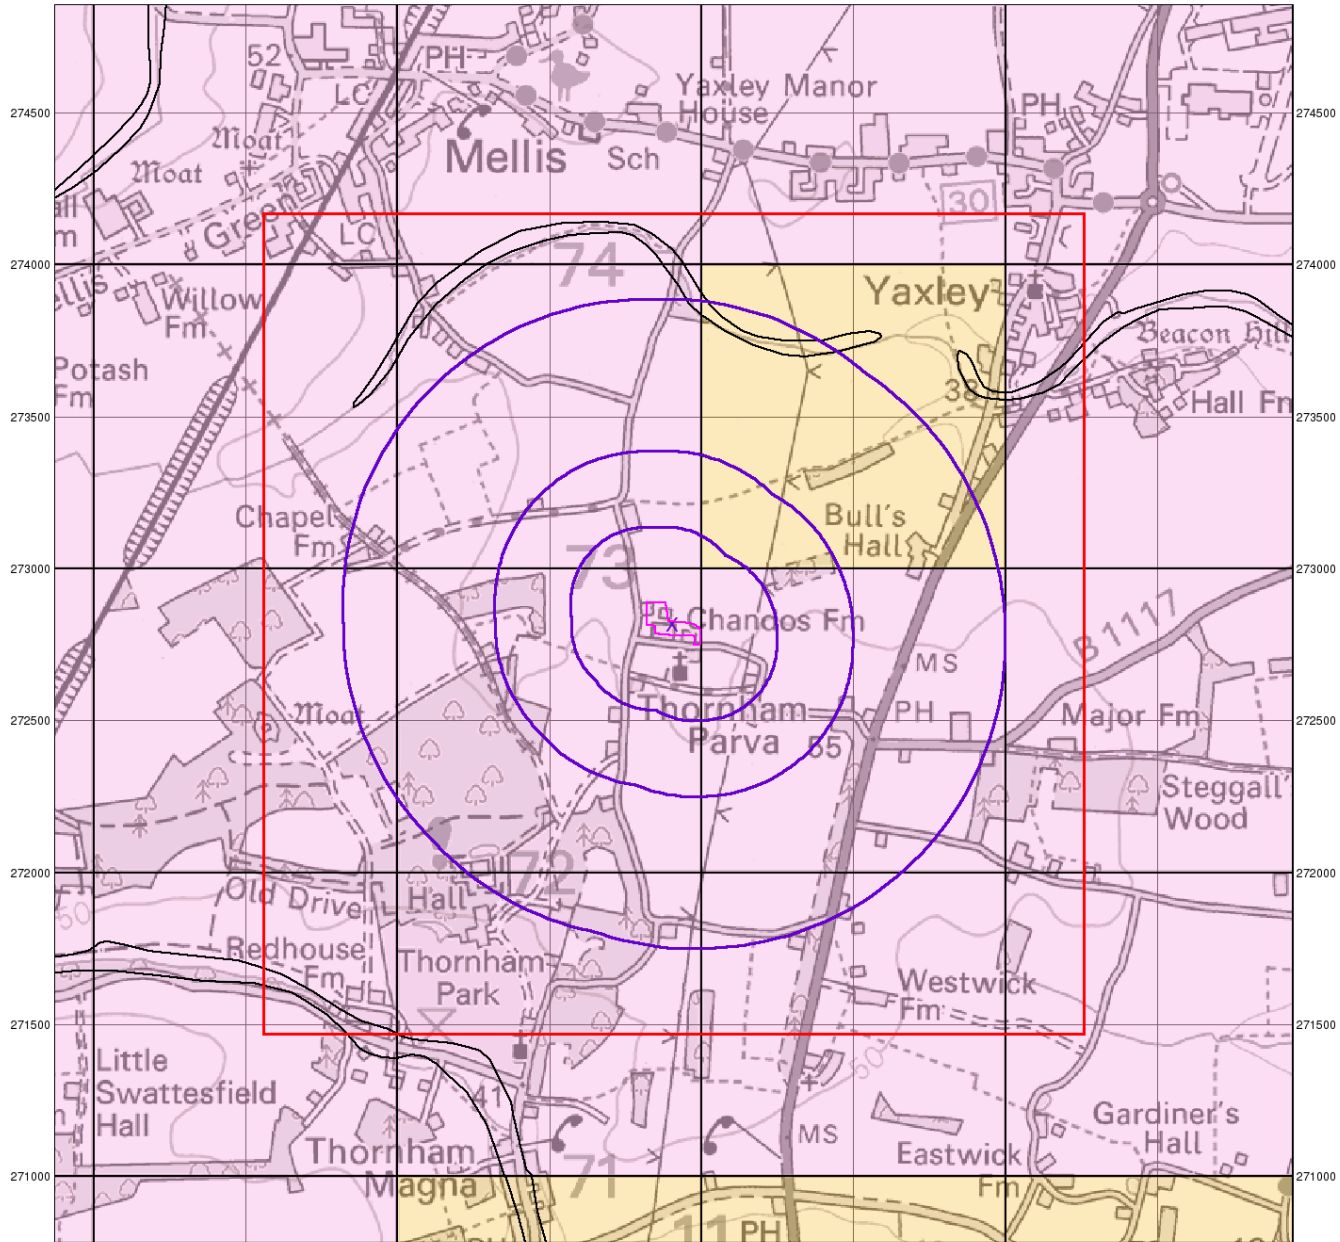 52
PH
LC
Yaxley Manor
House
PH
274500
274500
Moat
Mellis
Sch
Moat
30
Green
LC
274000
74
274000
Yaxley
Willow
Fm
Beacon Hill
Potash
Fm
38
Hall Fm
273500
273500
Chapel
Fm
Bull's
Hall
73
273000
273000
Chandos Fm
B 1117
MS
Moat
Thornham
Parva
PH
Major Fm
272500
272500
55
Steggall'
Wood
272000
72
272000
Old Drive
Hall
50
Redhouse
Fm
Thornham
Park
Westwick
Fm
271500
271500
50
Little
Swattesfield
Hall
41
Gardiner's
Hall
MS
Thornham
Magna
Eastwick
Fm
271000
71
271000
11
PH